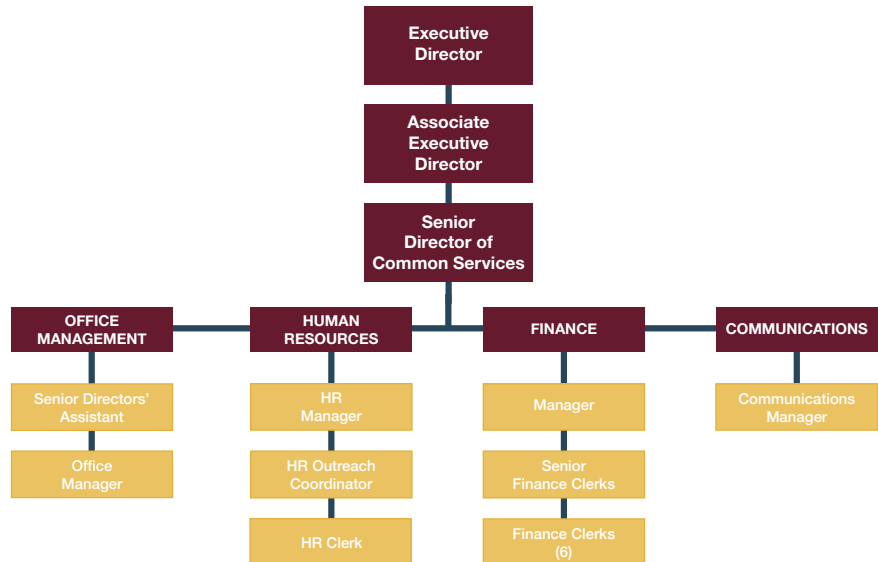 Executive
Director
Associate
Executive
Director
Senior
Director of
Common Services
OFFICE
MANAGEMENT
HUMAN
RESOURCES
FINANCE
COMMUNICATIONS
Senior Directors'
Assistant
HR
Manager
Manager
Communications
Manager
Office
Manager
HR Outreach
Coordinator
Senior
Finance Clerks
HR Clerk
Finance Clerks
(6)